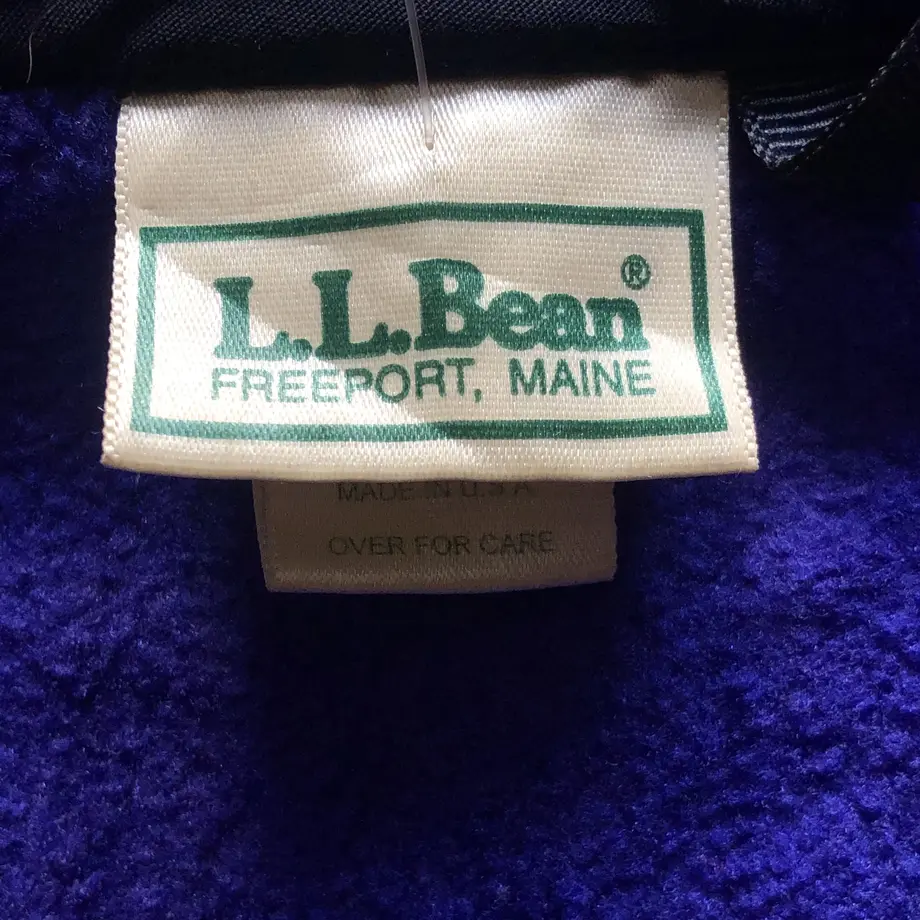 L.L.Bean®
FREEPORT, MAINE
MADE IN U.S.A
OVER FOR CARE